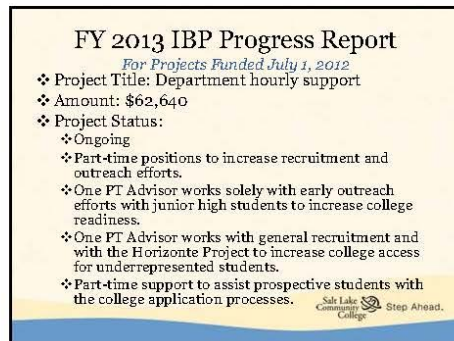 FY 2013 IBP Progress Report
For Projects Funded July 1, 2012
❖ Project Title: Department hourly support
❖ Amount: $62,640
❖ Project Status:
❖Ongoing
❖Part-time positions to increase recruitment and
outreach efforts.
❖One PT Advisor works solely with early outreach
efforts with junior high students to increase college
readiness.
❖One PT Advisor works with general recruitment and
with the Horizonte Project to increase college access
for underrepresented students.
❖Part-time support to assist prospective students with
the college application processes.
Salt Lake
Community
College
Step Ahead.